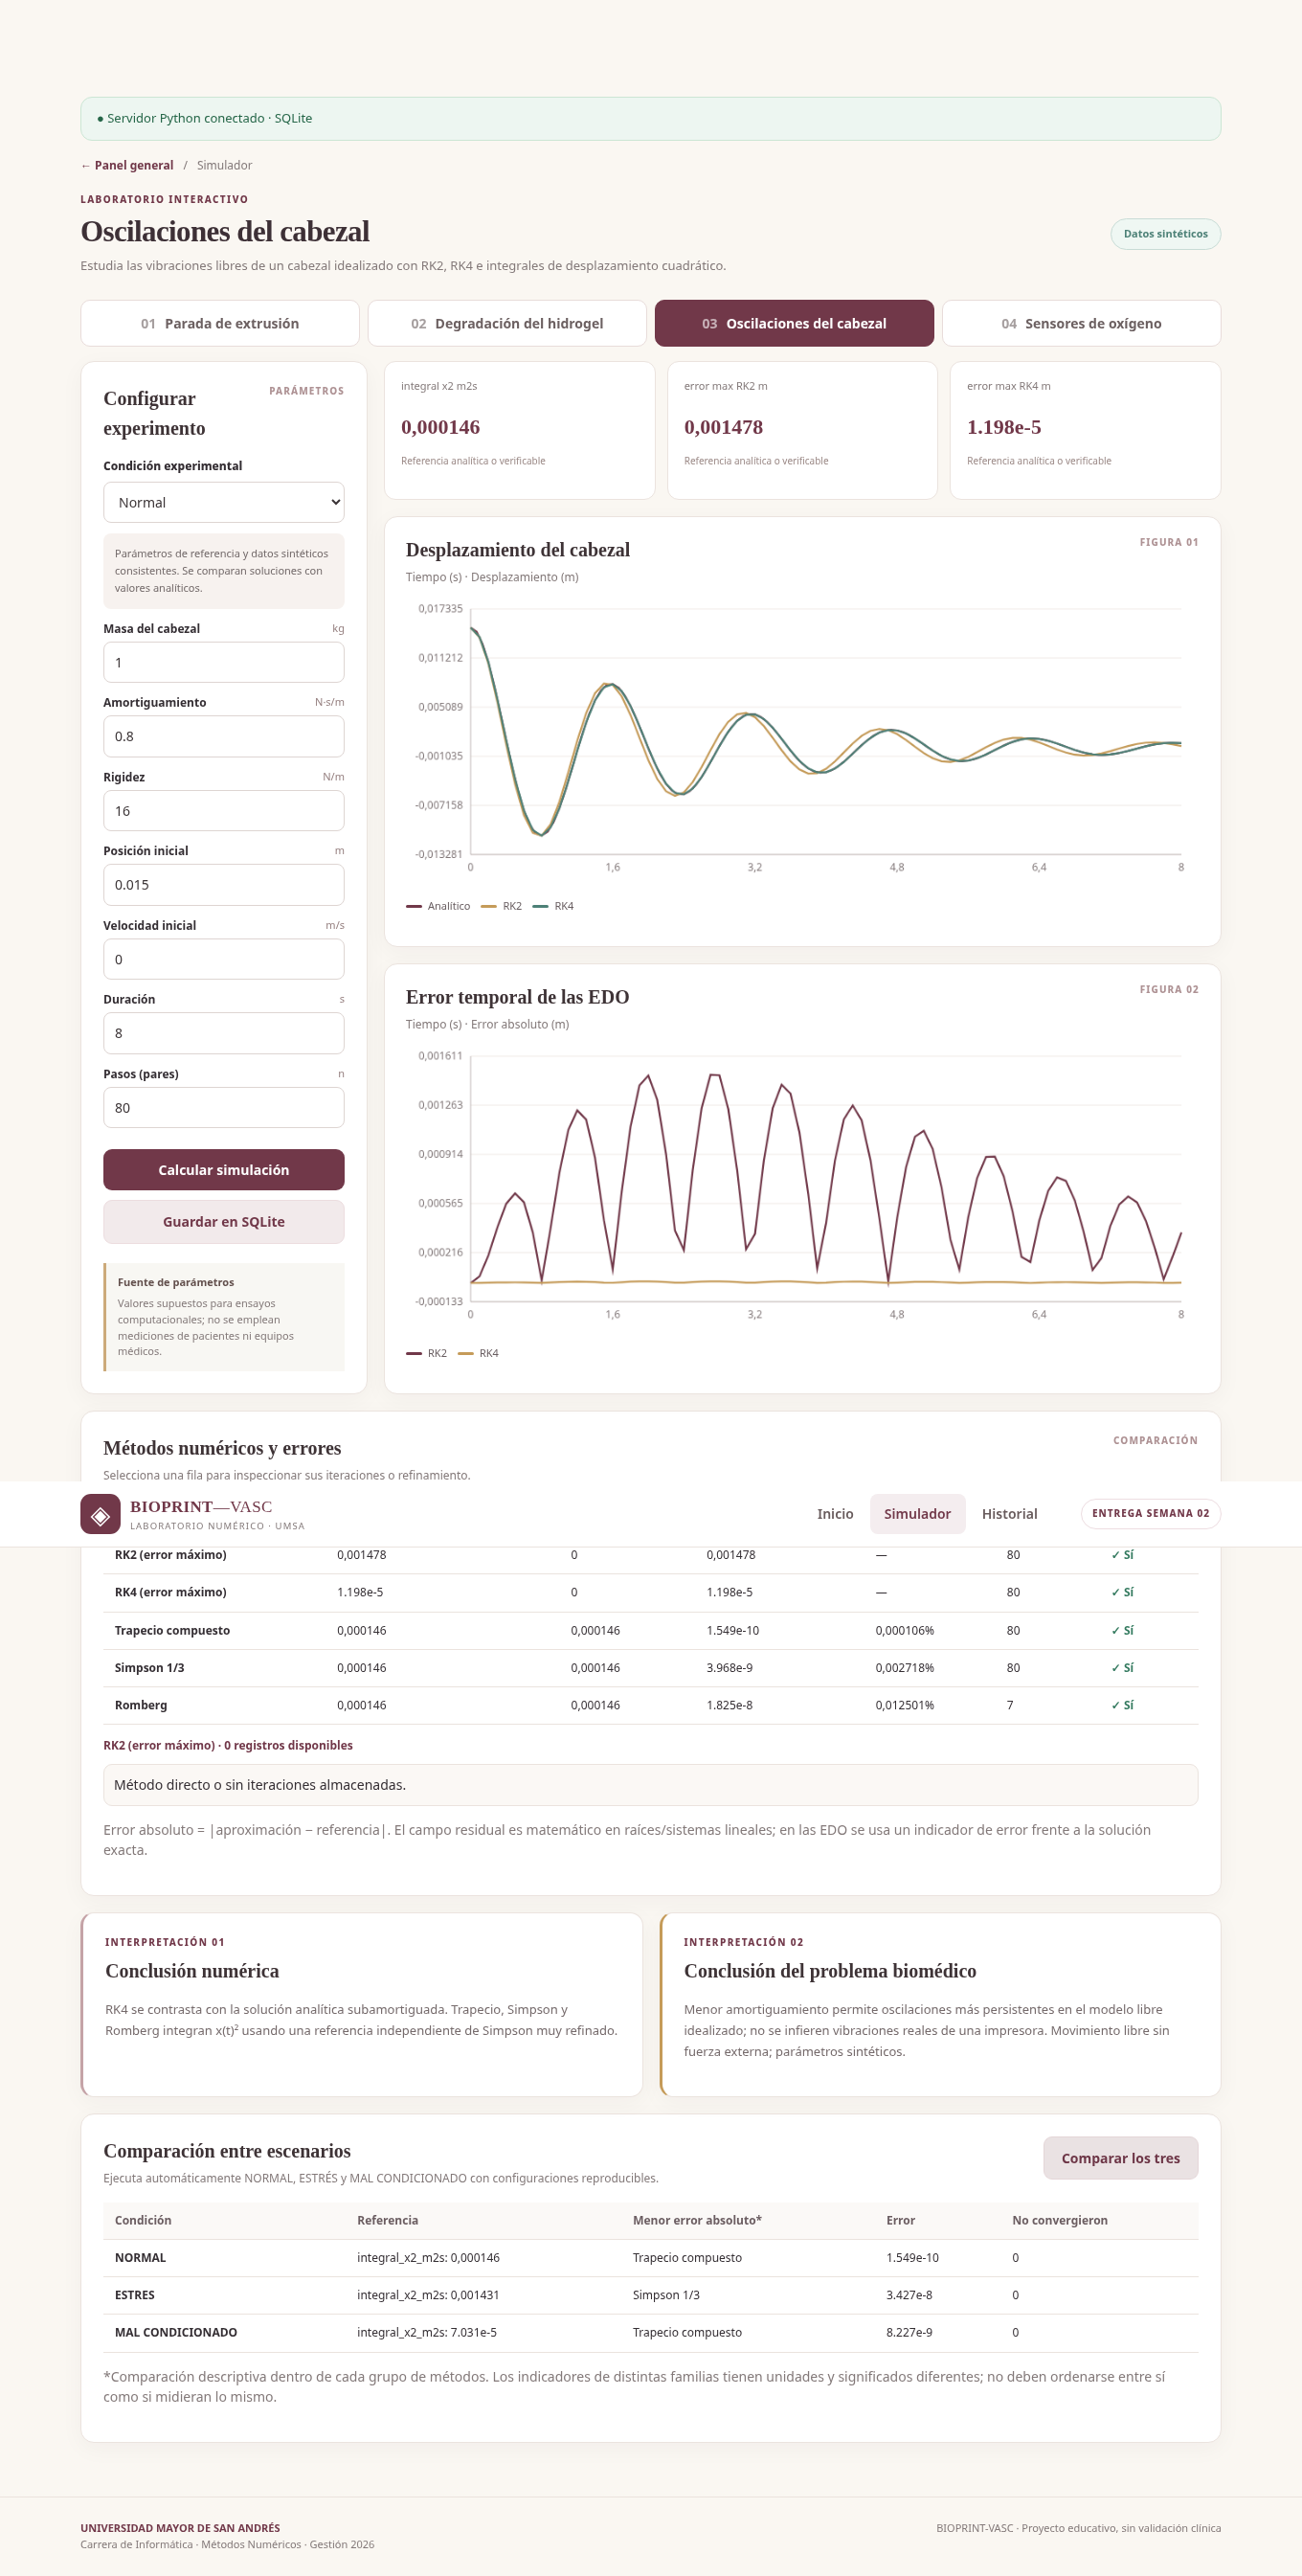 ● Servidor Python conectado · SQLite
← Panel general / Simulador
LABORATORIO INTERACTIVO
Oscilaciones del cabezal
Datos sintéticos
Estudia las vibraciones libres de un cabezal idealizado con RK2, RK4 e integrales de desplazamiento cuadrático.
01 Parada de extrusión
02 Degradación del hidrogel
03 Oscilaciones del cabezal
04 Sensores de oxígeno
Configurar experimento
PARÁMETROS
Condición experimental
Normal
Parámetros de referencia y datos sintéticos
consistentes. Se comparan soluciones con
valores analíticos.
Masa del cabezal kg
1
Amortiguamiento N·s/m
0.8
Rigidez N/m
16
Posición inicial m
0.015
Velocidad inicial m/s
0
Duración s
8
Pasos (pares) n
80
Calcular simulación
Guardar en SQLite
Fuente de parámetros
Valores supuestos para ensayos
computacionales; no se emplean
mediciones de pacientes ni equipos
médicos.
integral x2 m2s
0,000146
Referencia analítica o verificable
error max RK2 m
0,001478
Referencia analítica o verificable
error max RK4 m
1.198e-5
Referencia analítica o verificable
Desplazamiento del cabezal
FIGURA 01
Tiempo (s) · Desplazamiento (m)
0,017335
0,011212
0,005089
-0,001035
-0,007158
-0,013281
0 1,6 3,2 4,8 6,4 8
Analítico RK2 RK4
Error temporal de las EDO
FIGURA 02
Tiempo (s) · Error absoluto (m)
0,001611
0,001263
0,000914
0,000565
0,000216
-0,000133
0 1,6 3,2 4,8 6,4 8
RK2 RK4
Métodos numéricos y errores
COMPARACIÓN
Selecciona una fila para inspeccionar sus iteraciones o refinamiento.
BIOPRINT—VASC
LABORATORIO NUMÉRICO · UMSA
Inicio Simulador Historial ENTREGA SEMANA 02
RK2 (error máximo) 0,001478 0 0,001478 — 80 ✓ Sí
RK4 (error máximo) 1.198e-5 0 1.198e-5 — 80 ✓ Sí
Trapecio compuesto 0,000146 0,000146 1.549e-10 0,000106% 80 ✓ Sí
Simpson 1/3 0,000146 0,000146 3.968e-9 0,002718% 80 ✓ Sí
Romberg 0,000146 0,000146 1.825e-8 0,012501% 7 ✓ Sí
RK2 (error máximo) · 0 registros disponibles
Método directo o sin iteraciones almacenadas.
Error absoluto = |aproximación − referencia|. El campo residual es matemático en raíces/sistemas lineales; en las EDO se usa un indicador de error frente a la solución
exacta.
INTERPRETACIÓN 01
Conclusión numérica
RK4 se contrasta con la solución analítica subamortiguada. Trapecio, Simpson y
Romberg integran x(t)² usando una referencia independiente de Simpson muy refinado.
INTERPRETACIÓN 02
Conclusión del problema biomédico
Menor amortiguamiento permite oscilaciones más persistentes en el modelo libre
idealizado; no se infieren vibraciones reales de una impresora. Movimiento libre sin
fuerza externa; parámetros sintéticos.
Comparación entre escenarios
Comparar los tres
Ejecuta automáticamente NORMAL, ESTRÉS y MAL CONDICIONADO con configuraciones reproducibles.
Condición Referencia Menor error absoluto* Error No convergieron
NORMAL integral_x2_m2s: 0,000146 Trapecio compuesto 1.549e-10 0
ESTRES integral_x2_m2s: 0,001431 Simpson 1/3 3.427e-8 0
MAL CONDICIONADO integral_x2_m2s: 7.031e-5 Trapecio compuesto 8.227e-9 0
*Comparación descriptiva dentro de cada grupo de métodos. Los indicadores de distintas familias tienen unidades y significados diferentes; no deben ordenarse entre sí
como si midieran lo mismo.
UNIVERSIDAD MAYOR DE SAN ANDRÉS
Carrera de Informática · Métodos Numéricos · Gestión 2026
BIOPRINT-VASC · Proyecto educativo, sin validación clínica